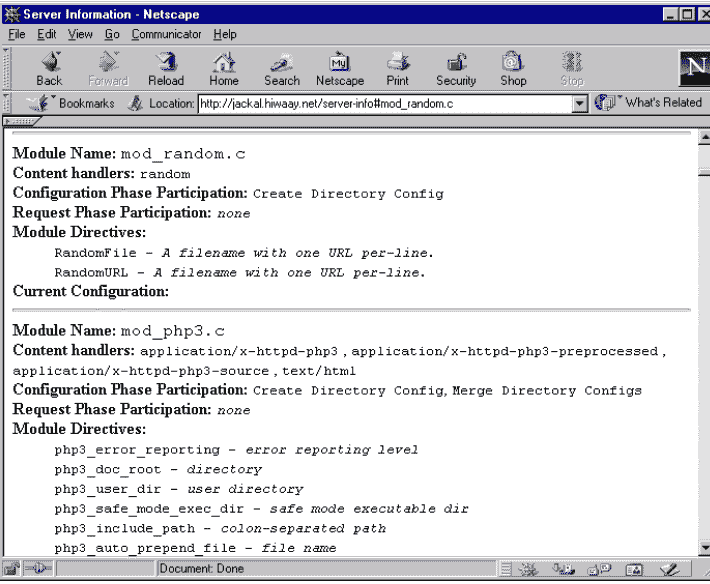 Server Information - Netscape
File Edit View Go Communicator Help
My
N
Back Forward Reload Home Search Netscape Print Security Shop Stop
Bookmarks Location: http://jackal.hiwaay.net/server-info#mod_random.c What's Related
Module Name: mod_random.c
Content handlers: random
Configuration Phase Participation: Create Directory Config
Request Phase Participation: none
Module Directives:
RandomFile - A filename with one URL per-line.
RandomURL - A filename with one URL per-line.
Current Configuration:
Module Name: mod_php3.c
Content handlers: application/x-httpd-php3 , application/x-httpd-php3-preprocessed ,
application/x-httpd-php3-source , text/html
Configuration Phase Participation: Create Directory Config, Merge Directory Configs
Request Phase Participation: none
Module Directives:
php3_error_reporting - error reporting level
php3_doc_root - directory
php3_user_dir - user directory
php3_safe_mode_exec_dir - safe mode executable dir
php3_include_path - colon-separated path
php3_auto_prepend_file - file name
Document: Done